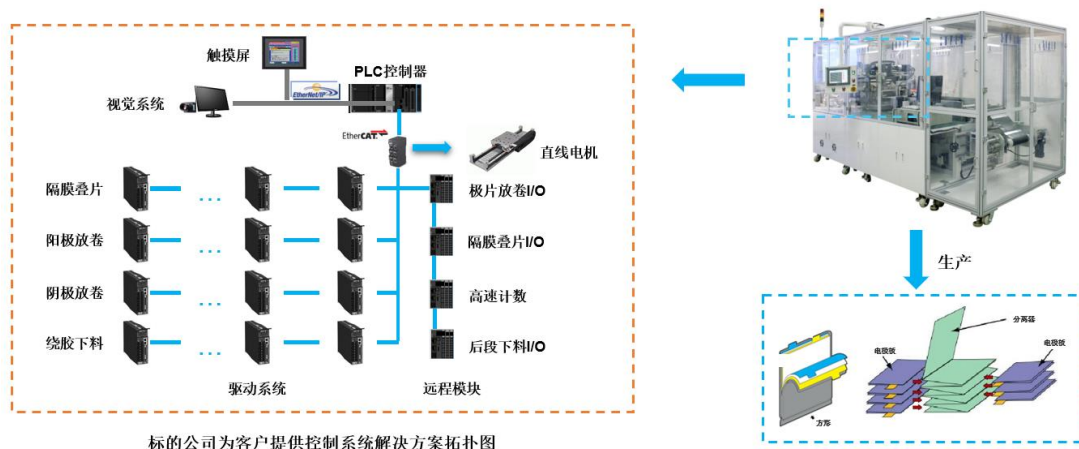 触摸屏
PLC控制器
EtherNet/IP
视觉系统
EtherCAT
直线电机
隔膜叠片
...
极片放卷I/O
阳极放卷
...
隔膜叠片I/O
阴极放卷
...
高速计数
绕胶下料
...
后段下料I/O
驱动系统
远程模块
标的公司为客户提供控制系统解决方案拓扑图
生产
分离器
电极板
电极板
方形